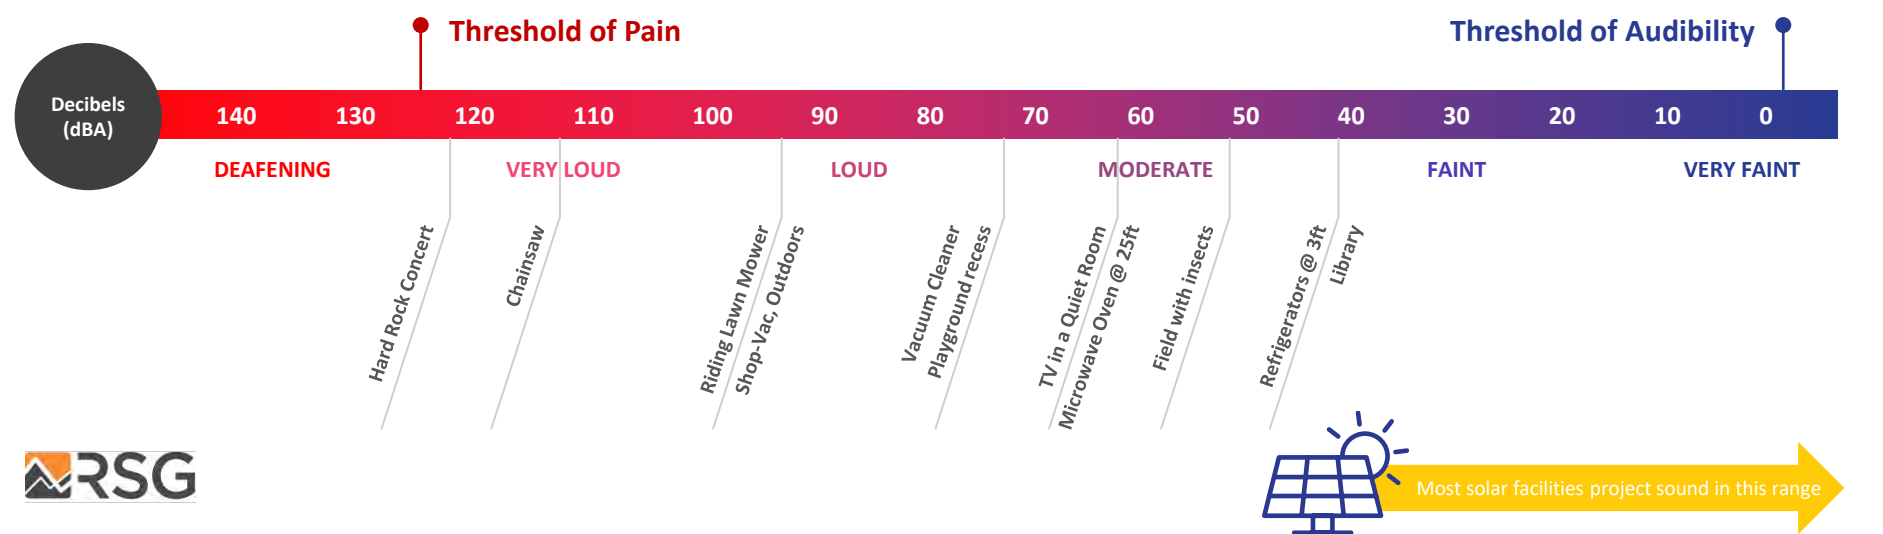 Threshold of Pain
Threshold of Audibility
Decibels
(dBA)
140 130 120 110 100 90 80 70 60 50 40 30 20 10 0
DEAFENING VERY LOUD LOUD MODERATE FAINT VERY FAINT
Hard Rock Concert
Chainsaw
Riding Lawn Mower
Shop-Vac, Outdoors
Vacuum Cleaner
Playground recess
TV in a Quiet Room
Microwave Oven @ 25ft
Field with insects
Refrigerators @ 3ft
Library
RSG
Most solar facilities project sound in this range